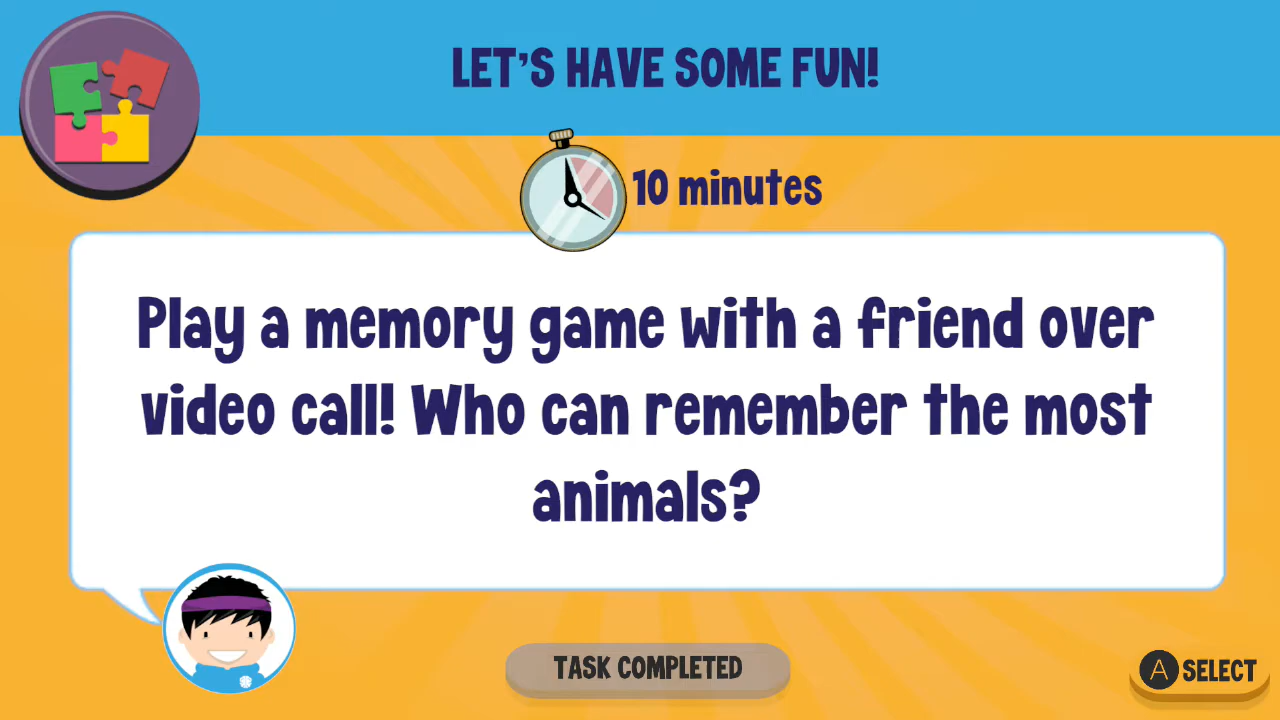 LET'S HAVE SOME FUN!
10 minutes
Play a memory game with a friend over
video call! Who can remember the most
animals?
TASK COMPLETED
A SELECT